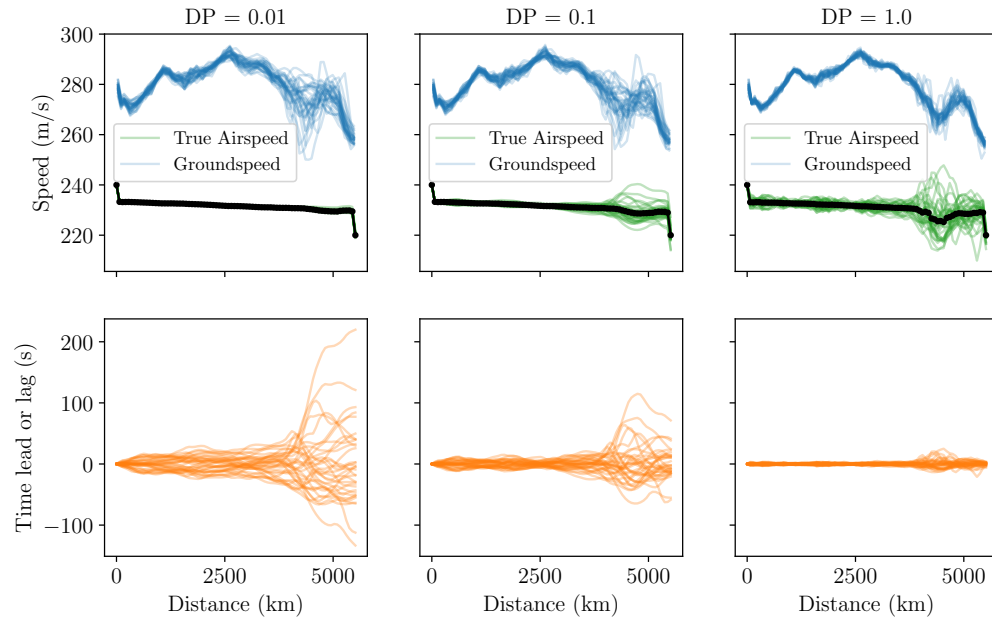 DP = 0.01 DP = 0.1 DP = 1.0
300
280
260
240
220
Speed (m/s)
True Airspeed
Groundspeed
True Airspeed
Groundspeed
True Airspeed
Groundspeed
200
100
0
−100
Time lead or lag (s)
0 2500 5000 0 2500 5000 0 2500 5000
Distance (km) Distance (km) Distance (km)